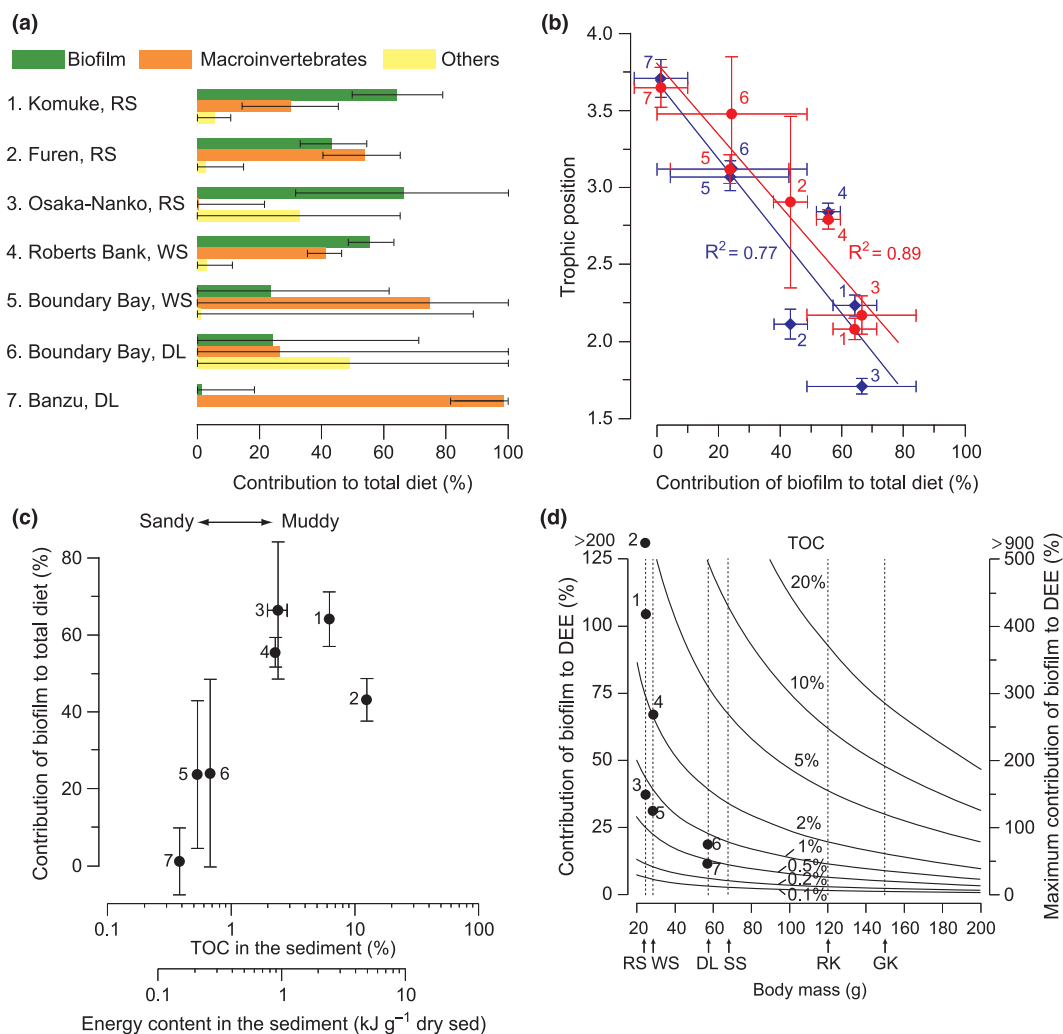 (a)
Biofilm Macroinvertebrates Others
1. Komuke, RS
2. Furen, RS
3. Osaka-Nanko, RS
4. Roberts Bank, WS
5. Boundary Bay, WS
6. Boundary Bay, DL
7. Banzu, DL
0 20 40 60 80 100
Contribution to total diet (%)
(b)
4.0
3.5
3.0
2.5
2.0
1.5
Trophic position
7
7
6
5
6
5
2
4
4
R² = 0.77
R² = 0.89
3
1
2
1
3
0 20 40 60 80 100
Contribution of biofilm to total diet (%)
(c)
Sandy Muddy
80
60
40
20
0
Contribution of biofilm to total diet (%)
3
1
4
2
5
6
7
0.1 1 10 100
TOC in the sediment (%)
0.1 1 10
Energy content in the sediment (kJ g⁻¹ dry sed)
(d)
>200
125
100
75
50
25
0
Contribution of biofilm to DEE (%)
2
1
4
3
5
6
7
TOC
20%
10%
5%
2%
1%
0.5%
0.2%
0.1%
>900
500
400
300
200
100
0
Maximum contribution of biofilm to DEE (%)
20 40 60 80 100 120 140 160 180 200
RS WS DL SS RK GK
Body mass (g)